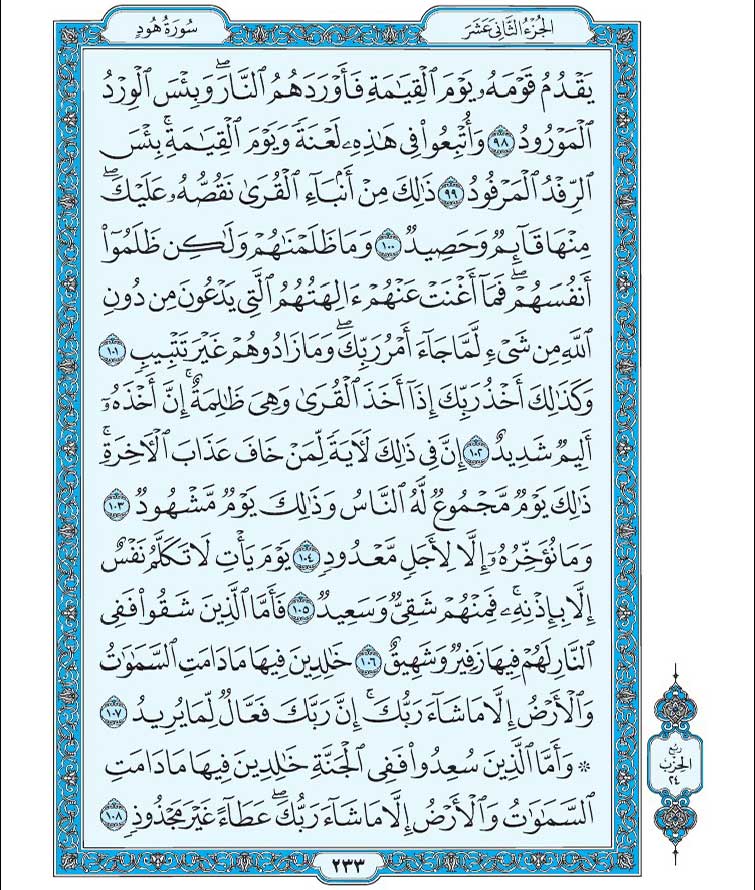 الجُزْءُ الثَّانِي عَشَرَ
سُورَةُ هُودٍ
يَقْدُمُ قَوْمَهُۥ يَوْمَ ٱلْقِيَٰمَةِ فَأَوْرَدَهُمُ ٱلنَّارَۖ وَبِئْسَ ٱلْوِرْدُ
ٱلْمَوْرُودُ ٩٨ وَأُتْبِعُوا۟ فِى هَٰذِهِۦ لَعْنَةً وَيَوْمَ ٱلْقِيَٰمَةِۚ بِئْسَ
ٱلرِّفْدُ ٱلْمَرْفُودُ ٩٩ ذَٰلِكَ مِنْ أَنۢبَآءِ ٱلْقُرَىٰ نَقُصُّهُۥ عَلَيْكَۖ
مِنْهَا قَآئِمٌ وَحَصِيدٌ ١٠٠ وَمَا ظَلَمْنَٰهُمْ وَلَٰكِن ظَلَمُوٓا۟
أَنفُسَهُمْۖ فَمَآ أَغْنَتْ عَنْهُمْ ءَالِهَتُهُمُ ٱلَّتِى يَدْعُونَ مِن دُونِ
ٱللَّهِ مِن شَىْءٍ لَّمَّا جَآءَ أَمْرُ رَبِّكَۖ وَمَا زَادُوهُمْ غَيْرَ تَتْبِيبٍ ١٠١
وَكَذَٰلِكَ أَخْذُ رَبِّكَ إِذَآ أَخَذَ ٱلْقُرَىٰ وَهِىَ ظَٰلِمَةٌۚ إِنَّ أَخْذَهُۥٓ
أَلِيمٌ شَدِيدٌ ١٠٢ إِنَّ فِى ذَٰلِكَ لَءَايَةً لِّمَنْ خَافَ عَذَابَ ٱلْءَاخِرَةِۚ
ذَٰلِكَ يَوْمٌ مَّجْمُوعٌ لَّهُ ٱلنَّاسُ وَذَٰلِكَ يَوْمٌ مَّشْهُودٌ ١٠٣
وَمَا نُؤَخِّرُهُۥٓ إِلَّا لِأَجَلٍ مَّعْدُودٍ ١٠٤ يَوْمَ يَأْتِ لَا تَكَلَّمُ نَفْسٌ
إِلَّا بِإِذْنِهِۦۚ فَمِنْهُمْ شَقِىٌّ وَسَعِيدٌ ١٠٥ فَأَمَّا ٱلَّذِينَ شَقُوا۟ فَفِى
ٱلنَّارِ لَهُمْ فِيهَا زَفِيرٌ وَشَهِيقٌ ١٠٦ خَٰلِدِينَ فِيهَا مَا دَامَتِ ٱلسَّمَٰوَٰتُ
وَٱلْأَرْضُ إِلَّا مَا شَآءَ رَبُّكَۚ إِنَّ رَبَّكَ فَعَّالٌ لِّمَا يُرِيدُ ١٠٧
۞ وَأَمَّا ٱلَّذِينَ سُعِدُوا۟ فَفِى ٱلْجَنَّةِ خَٰلِدِينَ فِيهَا مَا دَامَتِ
ٱلسَّمَٰوَٰتُ وَٱلْأَرْضُ إِلَّا مَا شَآءَ رَبُّكَۖ عَطَآءً غَيْرَ مَجْذُوذٍ ١٠٨
رُبع
الحِزب
٢٤
٢٣٣